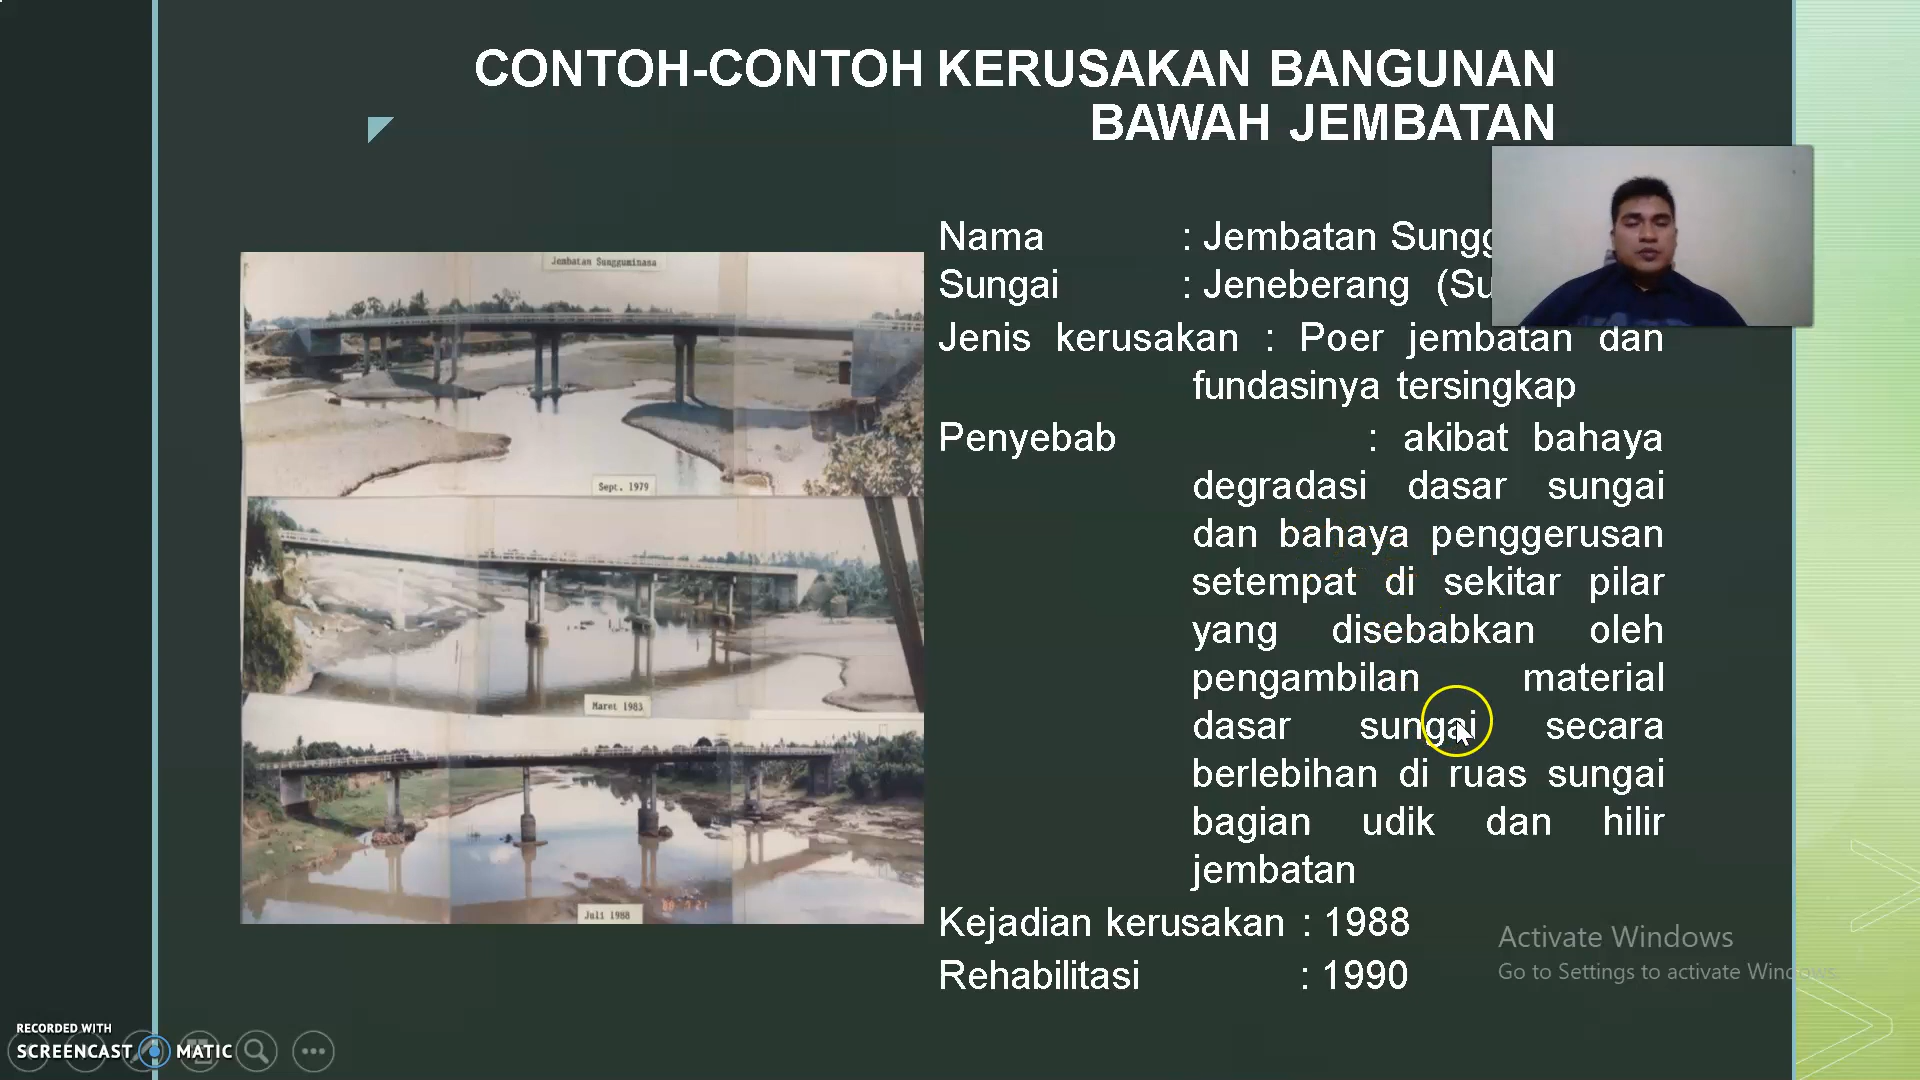 CONTOH-CONTOH KERUSAKAN BANGUNAN
BAWAH JEMBATAN
Nama : Jembatan
Sungai : Jeneberang
Jenis kerusakan : Poer jembatan dan
fundasinya tersingkap
Penyebab : akibat bahaya
degradasi dasar sungai
dan bahaya penggerusan
setempat di sekitar pilar
yang disebabkan oleh
pengambilan material
dasar sungai secara
berlebihan di ruas sungai
bagian udik dan hilir
jembatan
Kejadian kerusakan : 1988
Rehabilitasi : 1990
Jembatan Sungguminasa
Sept. 1979
Maret 1983
Juli 1988
Activate Windows
Go to Settings to activate Windows.
RECORDED WITH
SCREENCAST MATIC